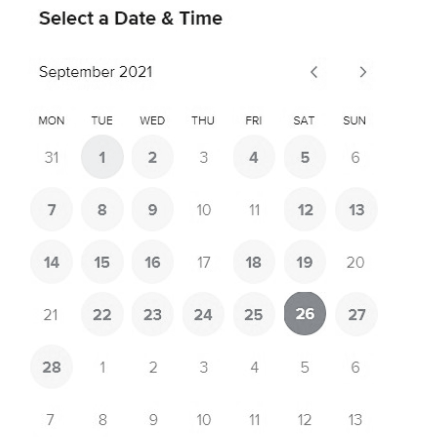 Select a Date & Time
September 2021
MON TUE WED THU FRI SAT SUN
31 1 2 3 4 5 6
7 8 9 10 11 12 13
14 15 16 17 18 19 20
21 22 23 24 25 26 27
28 1 2 3 4 5 6
7 8 9 10 11 12 13